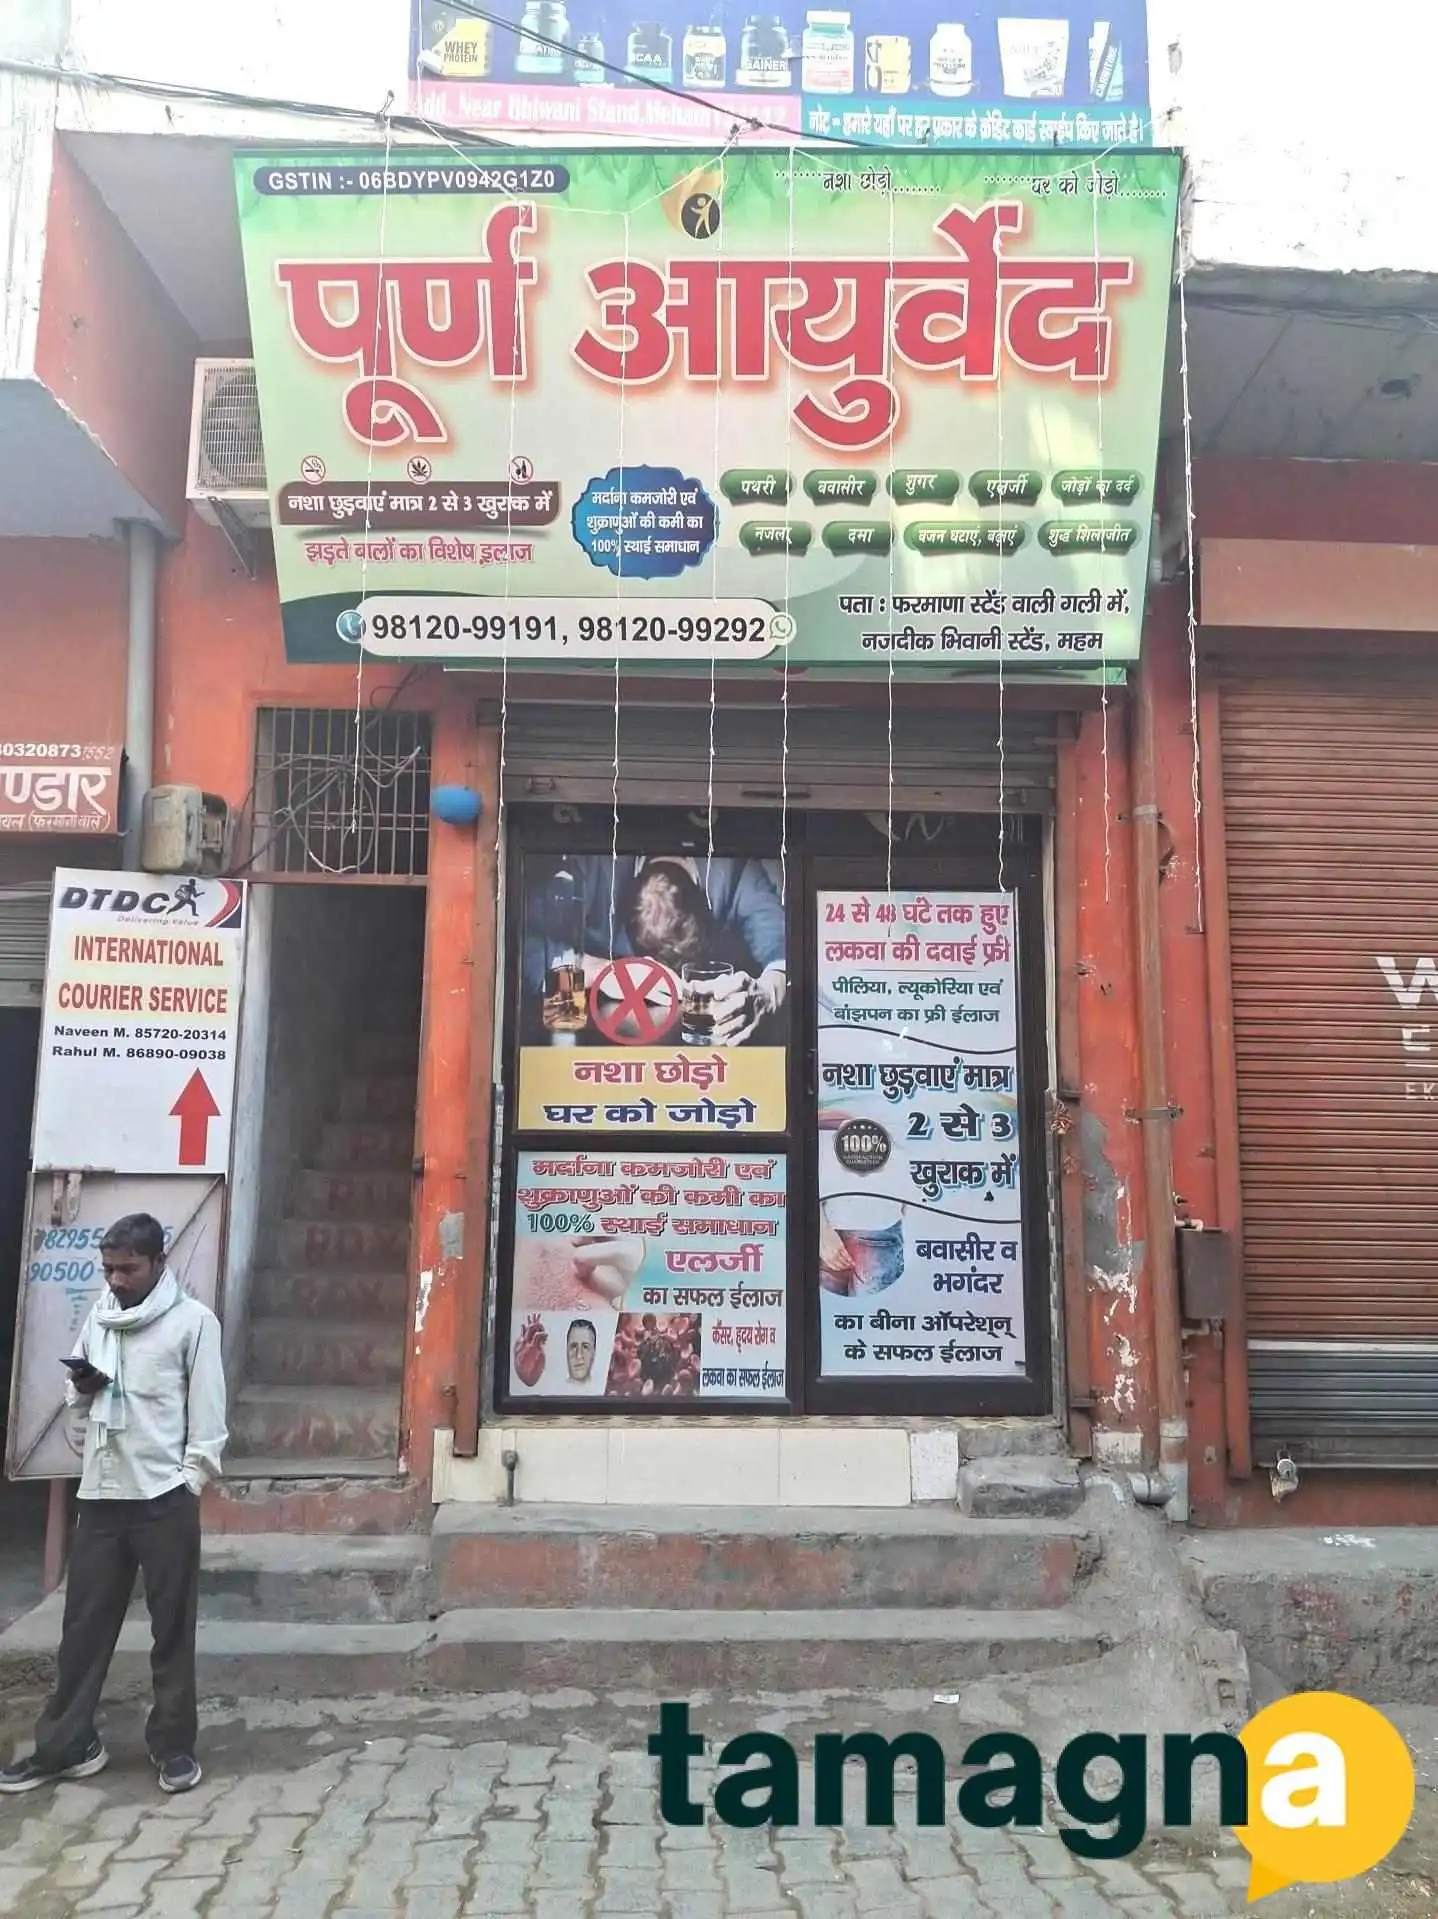 WHEY
PROTEIN
BCAA
GAINER
Add. Near Bhiwani Stand, Meham
नोट = हमारे यहाँ पर हर प्रकार के क्रेडिट कार्ड स्वाईप किए जाते है।
GSTIN :- 06BDYPV0942G1Z0
........नशा छोड़ो........ ........घर को जोड़ो........
पूर्ण आयुर्वेद
नशा छुड़वाएं मात्र 2 से 3 खुराक में
झड़ते बालों का विशेष इलाज
मर्दाना कमजोरी एवं
शुक्राणुओं की कमी का
100% स्थाई समाधान
पथरी बवासीर शुगर एलर्जी जोड़ों का दर्द
नजला दमा वजन घटाएं, बढ़ाएं शुद्ध शिलाजीत
98120-99191, 98120-99292
पता : फरमाणा स्टेंड वाली गली में,
नजदीक भिवानी स्टेंड, महम
ण्डार
DTDC
Delivering Value
INTERNATIONAL
COURIER SERVICE
Naveen M. 85720-20314
Rahul M. 86890-09038
90500
नशा छोड़ो
घर को जोड़ो
मर्दाना कमजोरी एवं
शुक्राणुओं की कमी का
100% स्थाई समाधान
एलर्जी
का सफल ईलाज
कैंसर, हृदय रोग व
लकवा का सफल ईलाज
24 से 48 घंटे तक हुए
लकवा की दवाई फ्री
पीलिया, ल्यूकोरिया एवं
बांझपन का फ्री ईलाज
नशा छुड़वाएं मात्र
2 से 3
खुराक में
100%
SATISFACTION
GUARANTEE
बवासीर व
भगंदर
का बीना ऑपरेशन्
के सफल ईलाज
tamagna